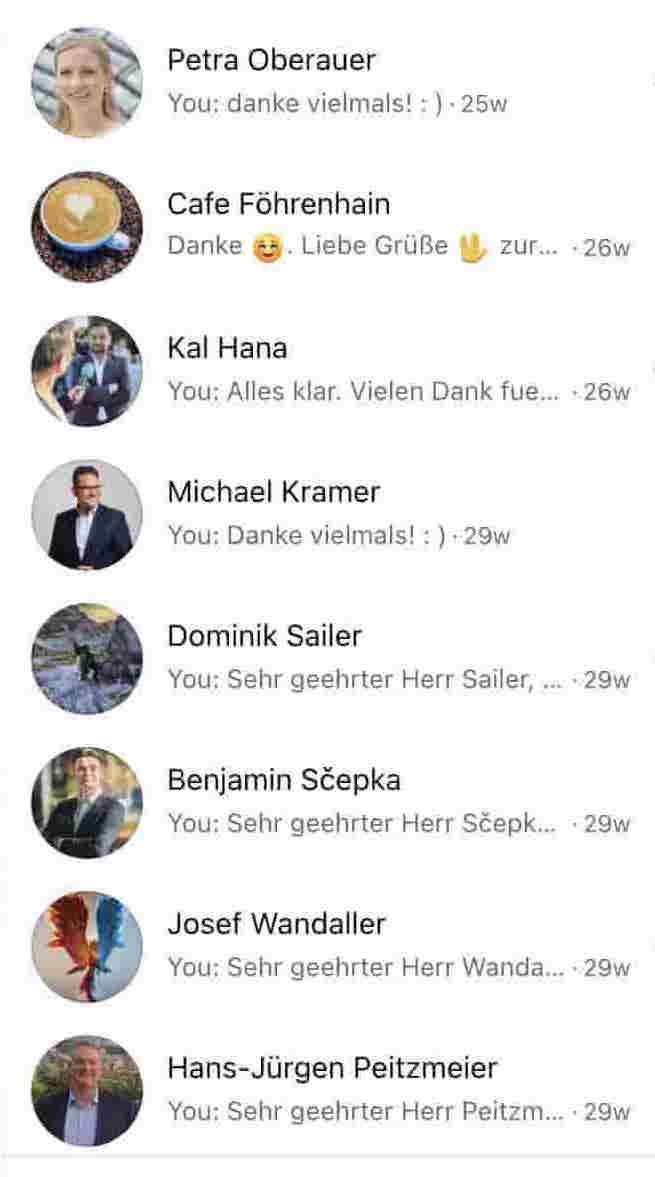 Petra Oberauer
You: danke vielmals! : ) · 25w
Cafe Föhrenhain
Danke ☺️. Liebe Grüße 🖖 zur... · 26w
Kal Hana
You: Alles klar. Vielen Dank fue... · 26w
Michael Kramer
You: Danke vielmals! : ) · 29w
Dominik Sailer
You: Sehr geehrter Herr Sailer, ... · 29w
Benjamin Sčepka
You: Sehr geehrter Herr Sčepk... · 29w
Josef Wandaller
You: Sehr geehrter Herr Wanda... · 29w
Hans-Jürgen Peitzmeier
You: Sehr geehrter Herr Peitzm... · 29w